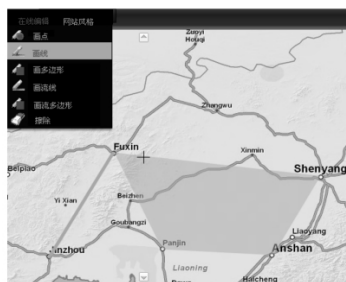 在线编辑 网站风格
画点
画线
画多边形
画流线
画流多边形
擦除
Zuoyi
Houqi
Zhangwu
Fuxin
Xinmin
Shenyang
Beipiao
Yi Xian
Beizhen
Goubangzi
Liaoyang
Jinzhou
Panjin
Anshan
Liaoning
Haicheng